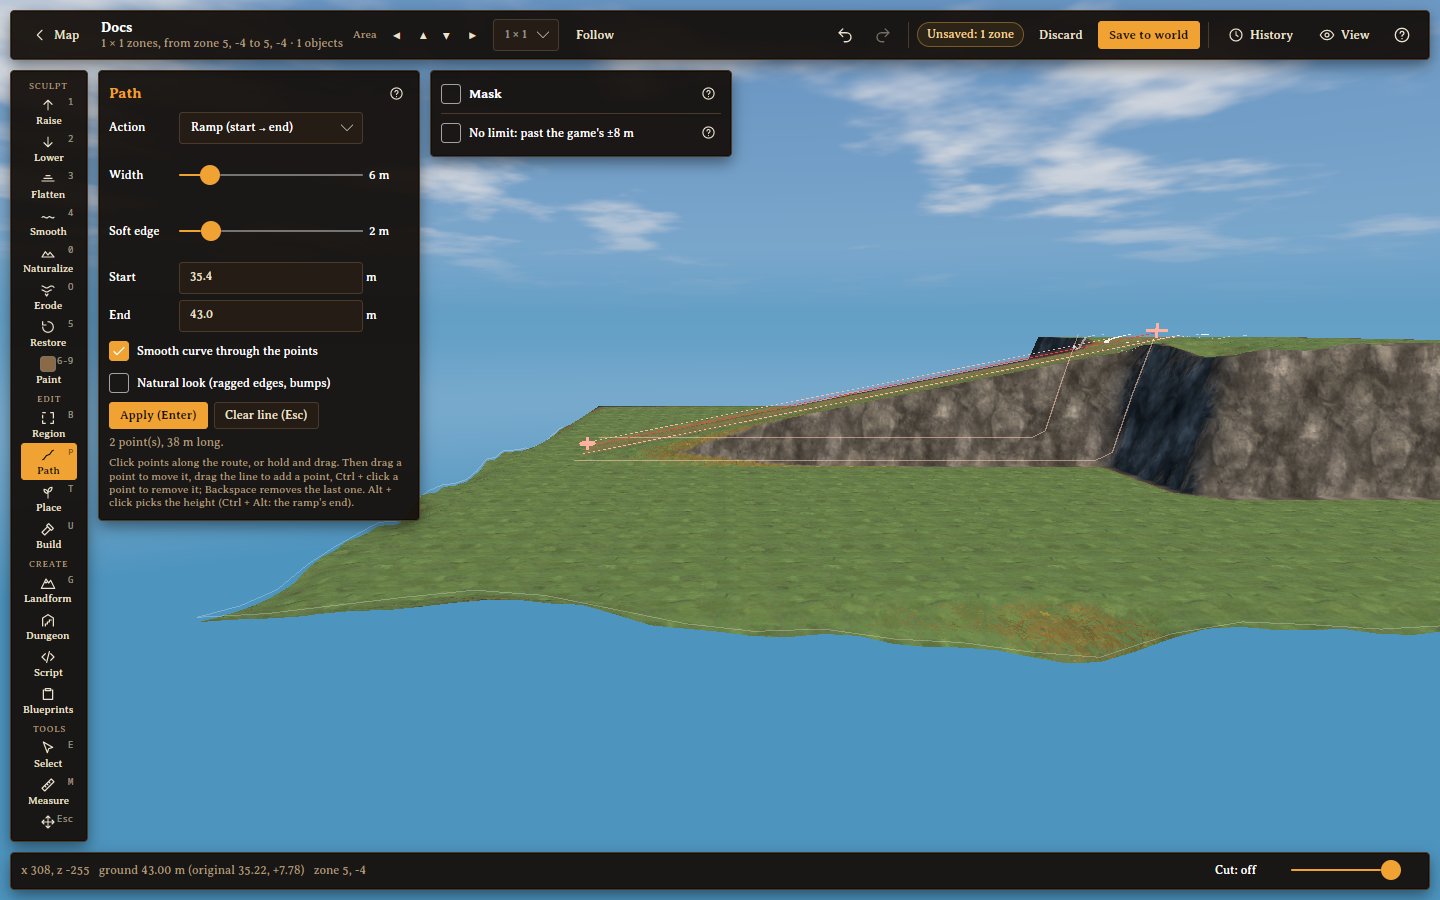 Map
Docs
1 × 1 zones, from zone 5, -4 to 5, -4 · 1 objects
Area
1 × 1
Follow
Unsaved: 1 zone
Discard
Save to world
History
View
SCULPT
1
Raise
2
Lower
3
Flatten
4
Smooth
0
Naturalize
O
Erode
5
Restore
6-9
Paint
EDIT
B
Region
P
Path
T
Place
U
Build
CREATE
G
Landform
Dungeon
Script
Blueprints
TOOLS
E
Select
M
Measure
Esc
Path
Action
Ramp (start → end)
Width
6 m
Soft edge
2 m
Start
35.4
m
End
43.0
m
Smooth curve through the points
Natural look (ragged edges, bumps)
Apply (Enter)
Clear line (Esc)
2 point(s), 38 m long.
Click points along the route, or hold and drag. Then drag a
point to move it, drag the line to add a point, Ctrl + click a
point to remove it; Backspace removes the last one. Alt +
click picks the height (Ctrl + Alt: the ramp's end).
Mask
No limit: past the game's ±8 m
x 308, z -255 ground 43.00 m (original 35.22, +7.78) zone 5, -4
Cut: off